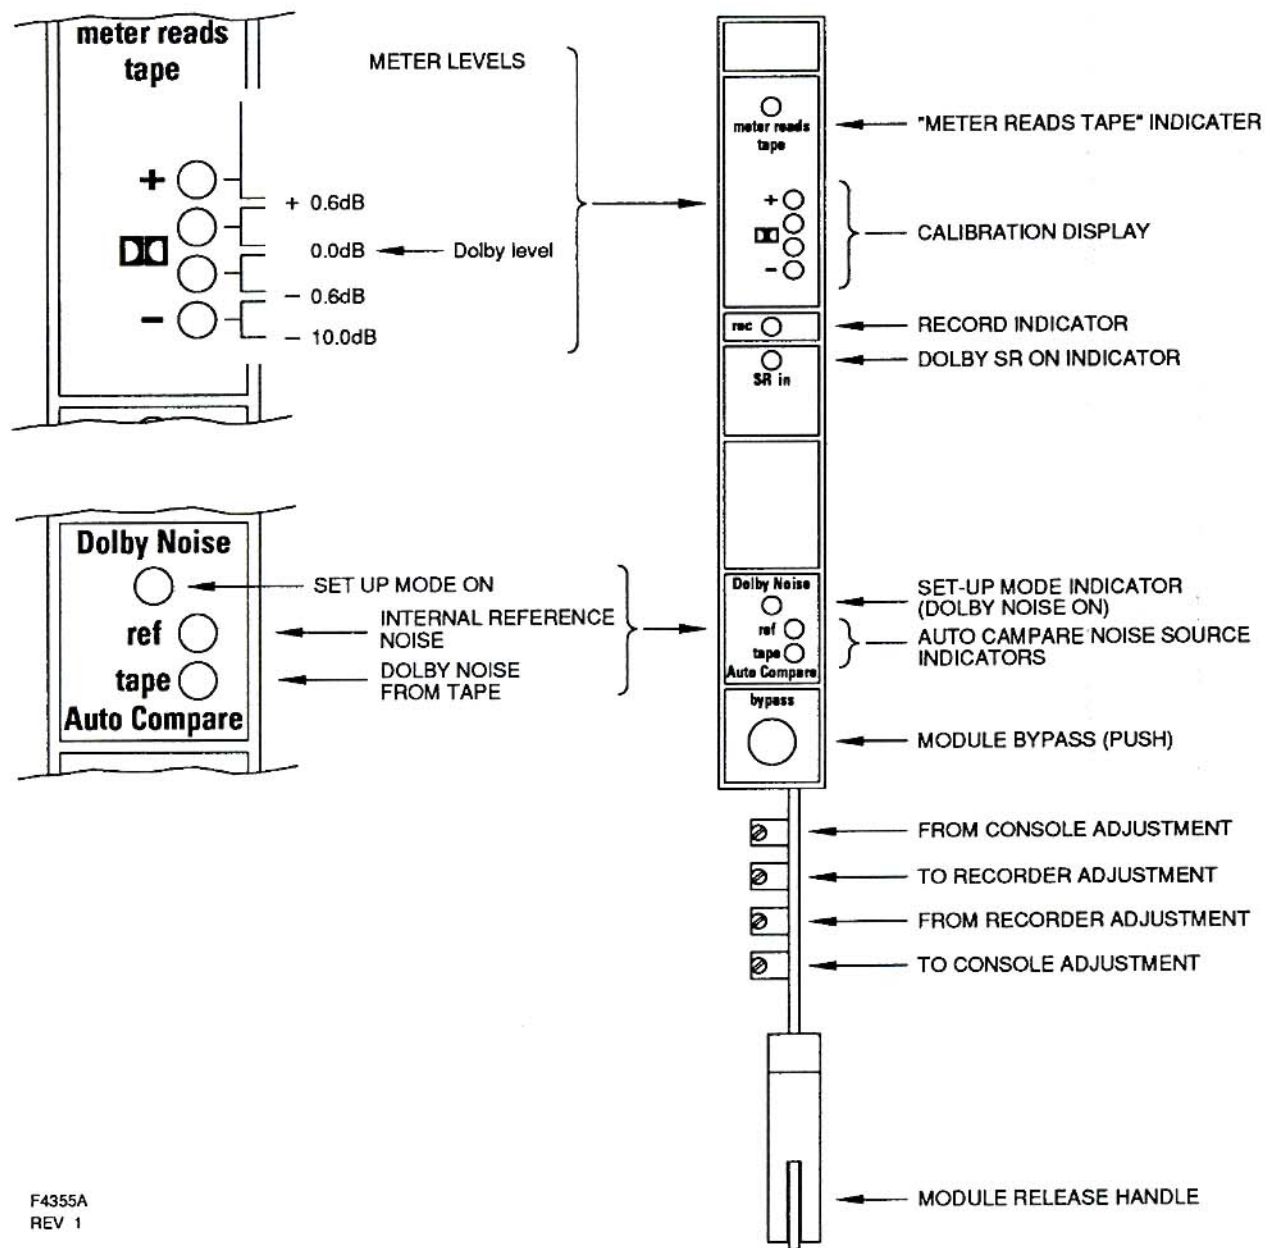 meter reads
tape
+
+ 0.6dB
0.0dB
Dolby level
− 0.6dB
−
− 10.0dB
METER LEVELS
meter reads
tape
"METER READS TAPE" INDICATER
+
−
CALIBRATION DISPLAY
rec
RECORD INDICATOR
SR in
DOLBY SR ON INDICATOR
Dolby Noise
SET UP MODE ON
ref
INTERNAL REFERENCE
NOISE
tape
DOLBY NOISE
FROM TAPE
Auto Compare
Dolby Noise
SET-UP MODE INDICATOR
(DOLBY NOISE ON)
ref
tape
AUTO CAMPARE NOISE SOURCE
INDICATORS
Auto Compare
bypass
MODULE BYPASS (PUSH)
FROM CONSOLE ADJUSTMENT
TO RECORDER ADJUSTMENT
FROM RECORDER ADJUSTMENT
TO CONSOLE ADJUSTMENT
MODULE RELEASE HANDLE
F4355A
REV 1